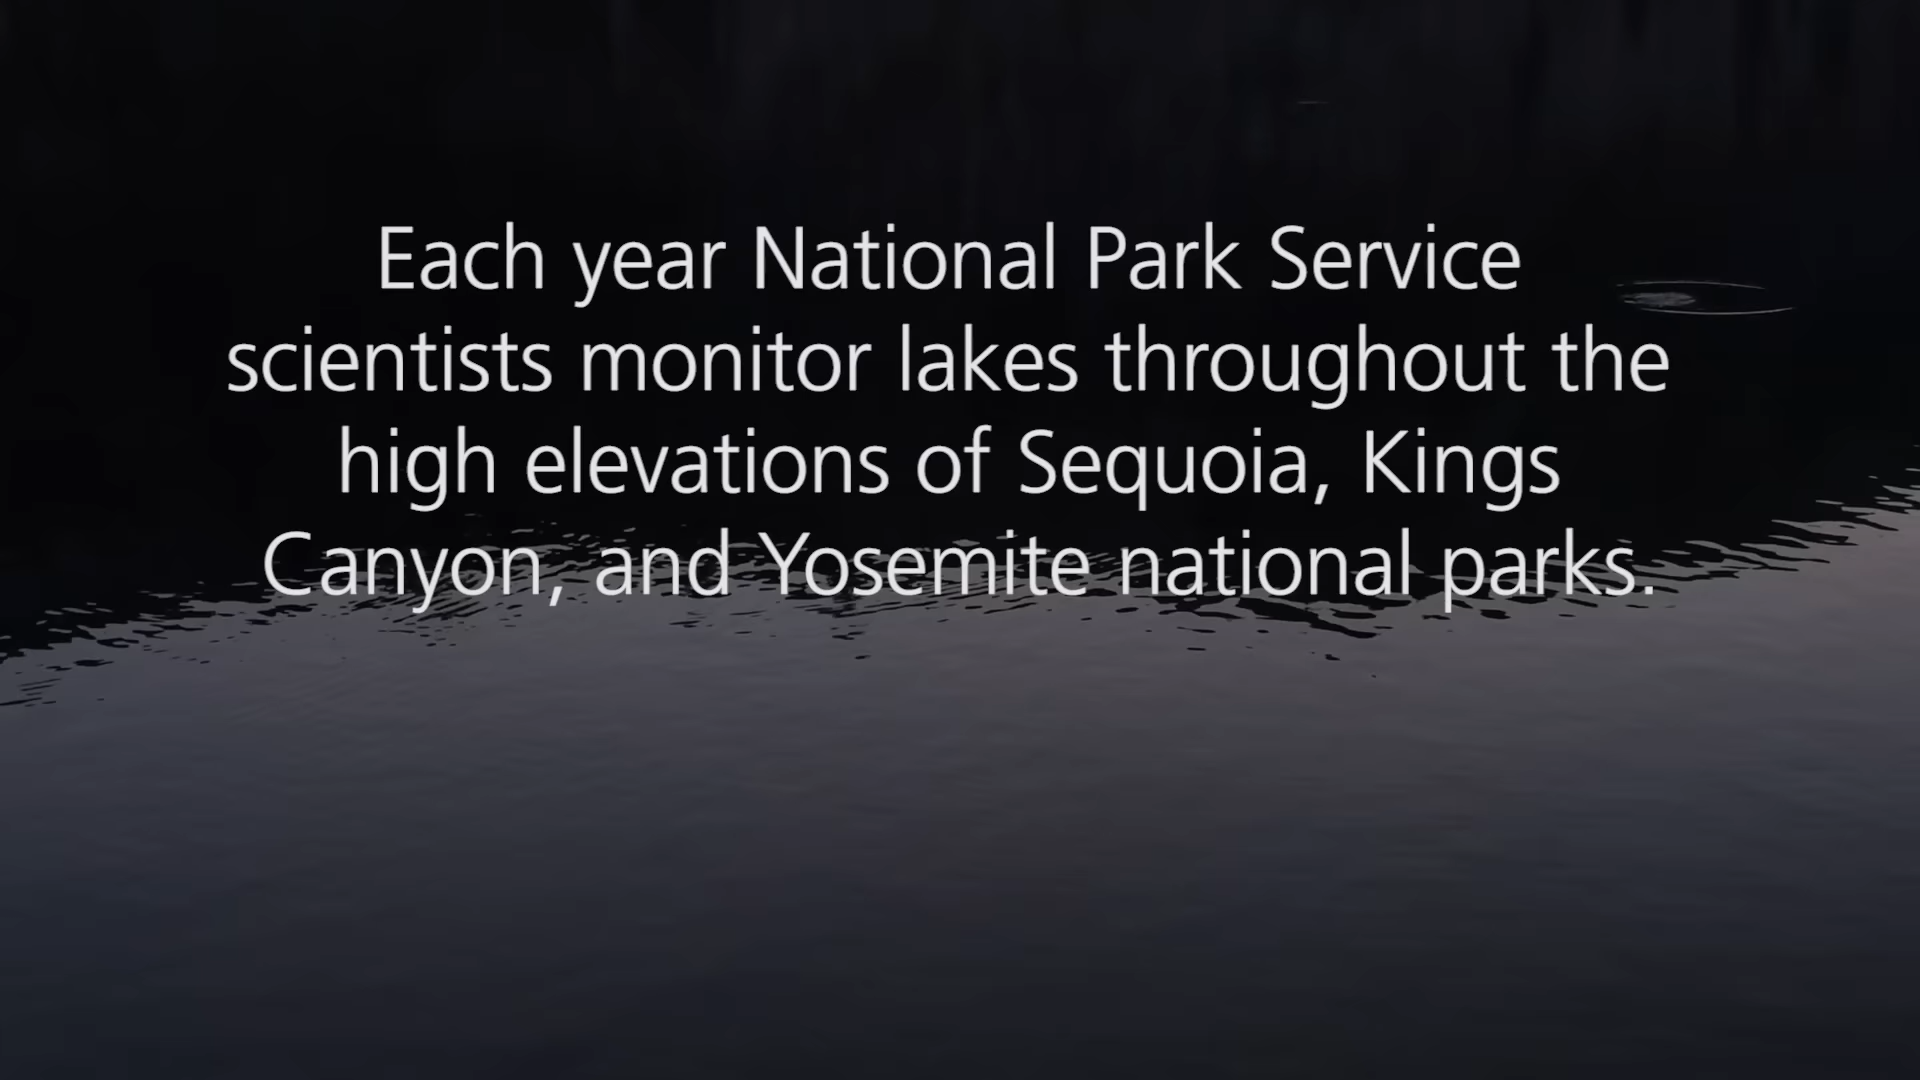 Each year National Park Service
scientists monitor lakes throughout the
high elevations of Sequoia, Kings
Canyon, and Yosemite national parks.